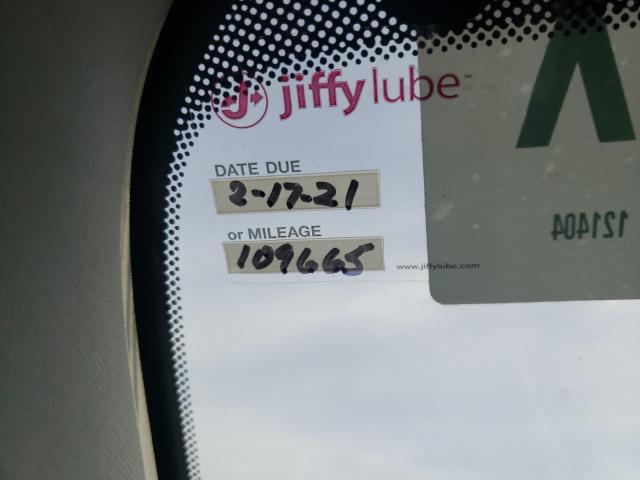 jiffy lube
DATE DUE
2-17-21
or MILEAGE
109665
www.jiffylube.com
121404